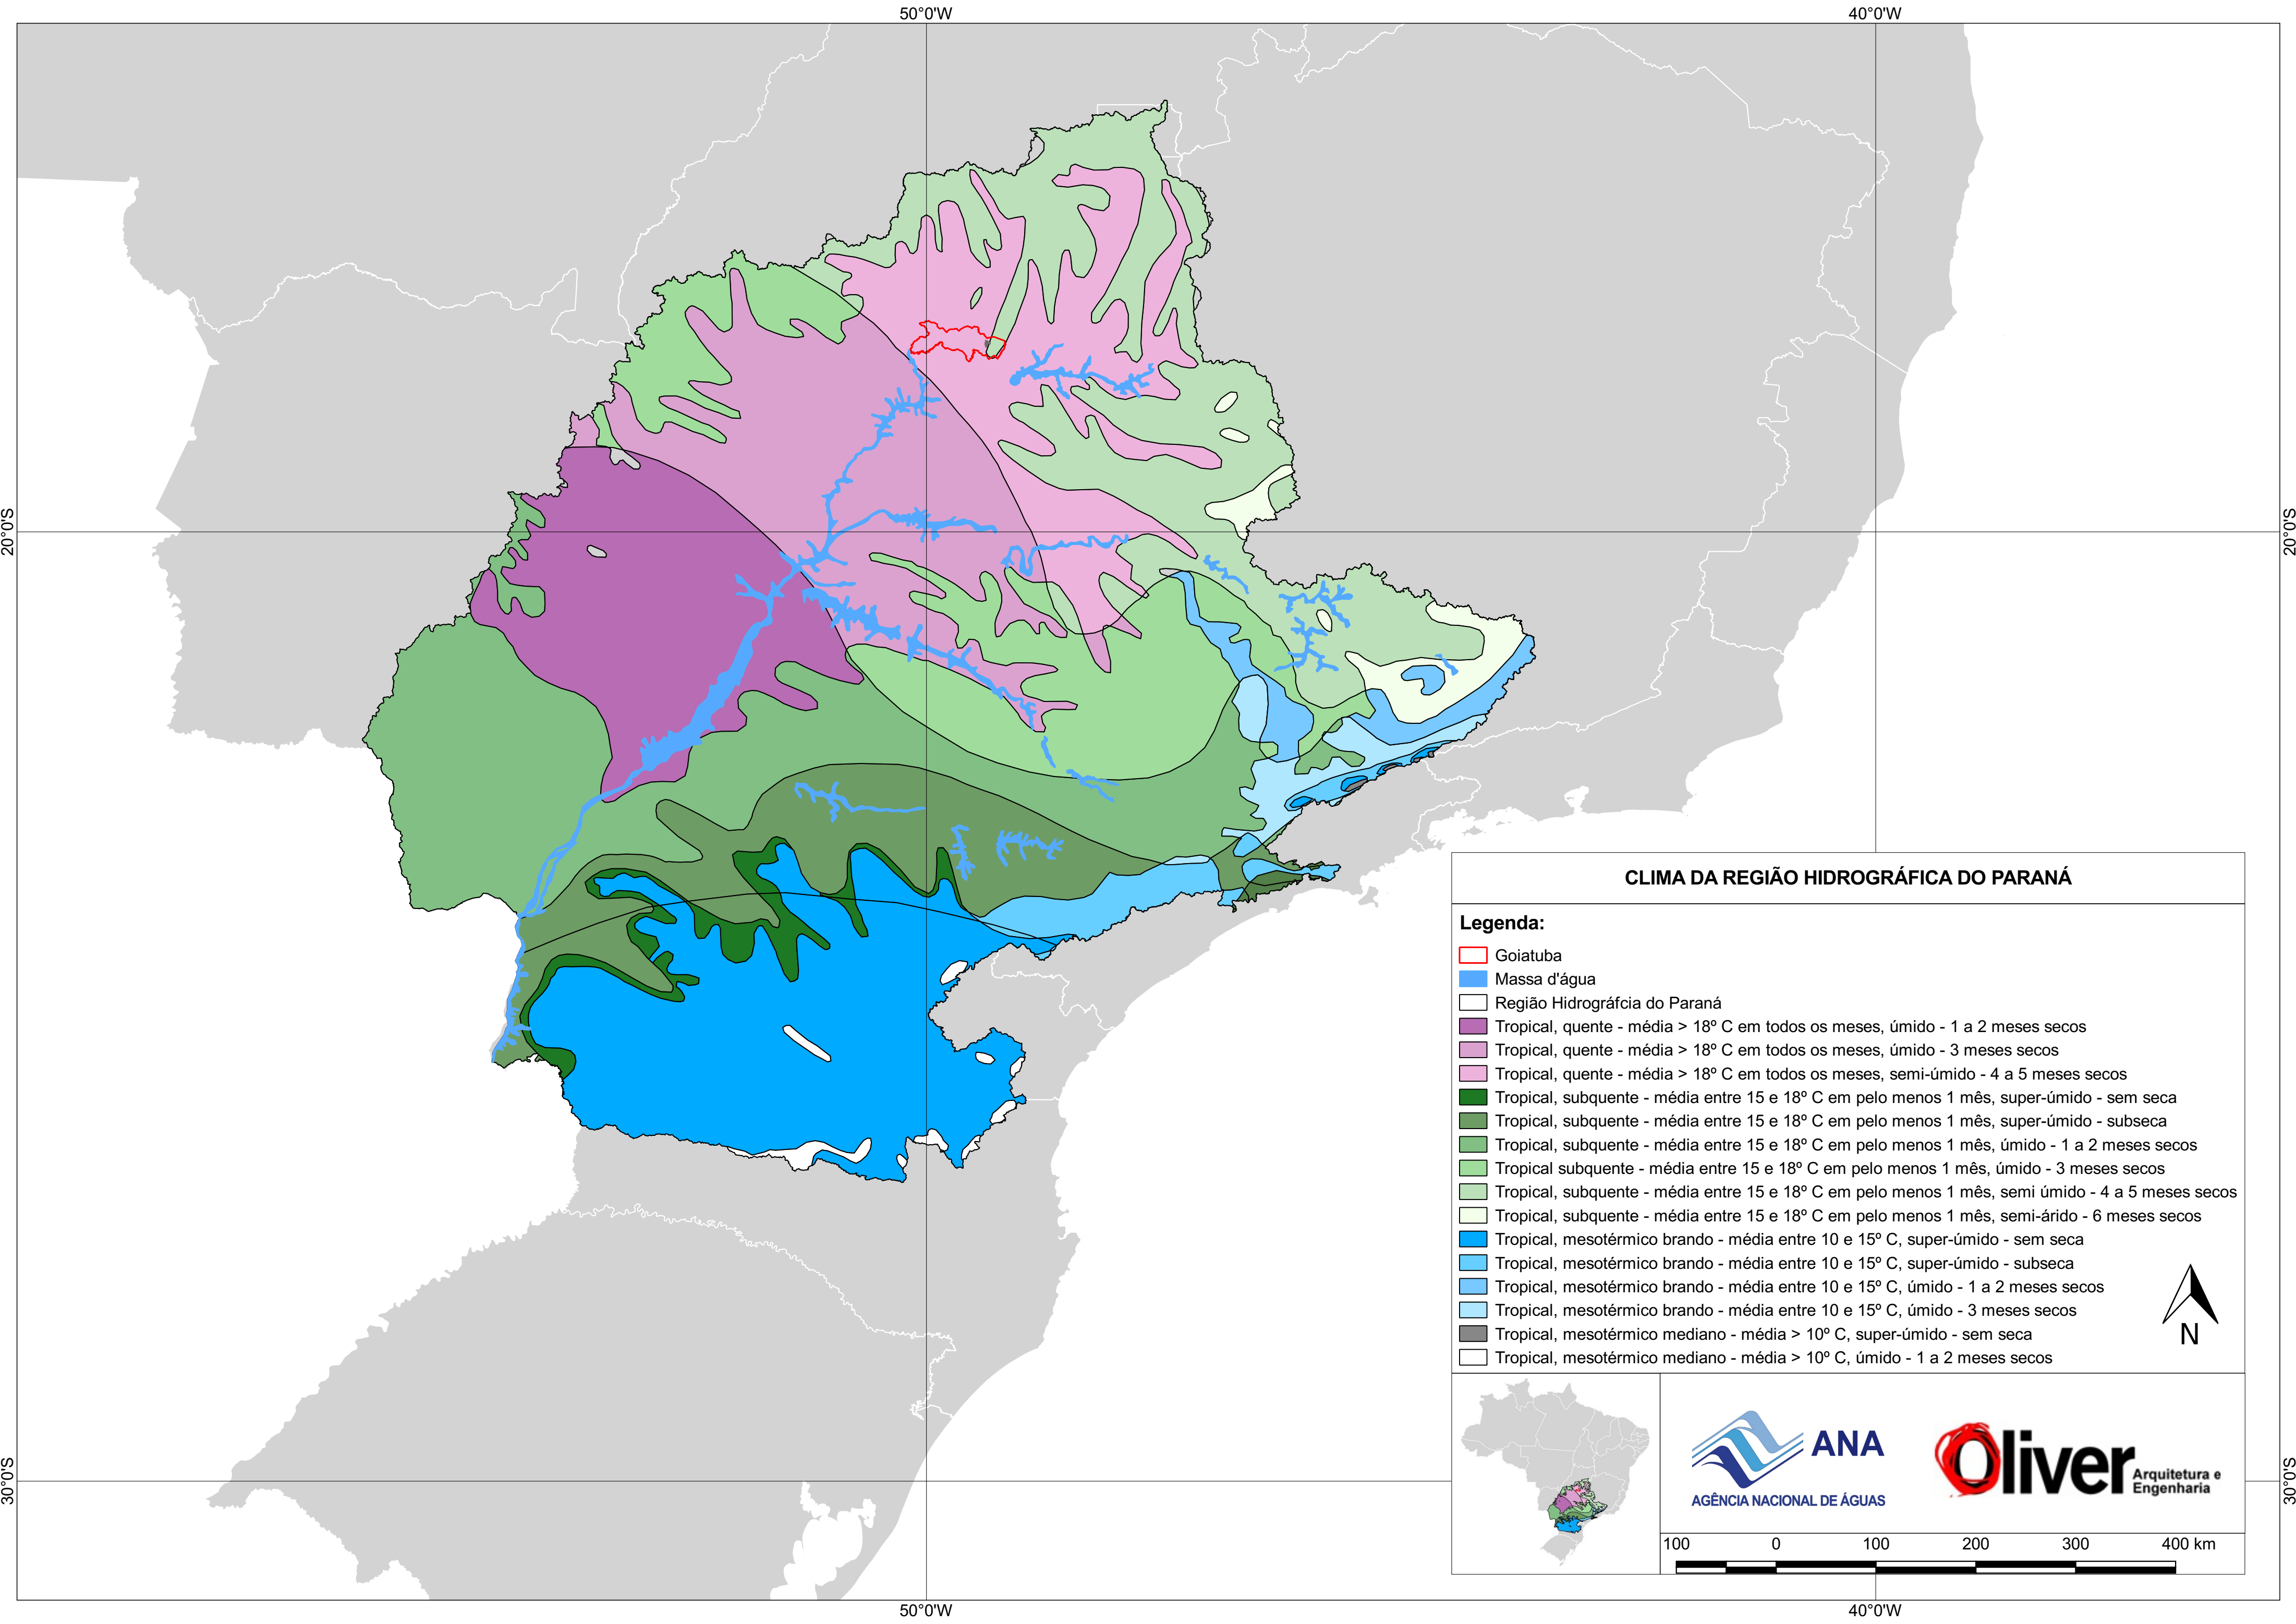 50°0'W
40°0'W
20°0'S
20°0'S
CLIMA DA REGIÃO HIDROGRÁFICA DO PARANÁ
Legenda:
Goiatuba
Massa d'água
Região Hidrográfcia do Paraná
Tropical, quente - média > 18º C em todos os meses, úmido - 1 a 2 meses secos
Tropical, quente - média > 18º C em todos os meses, úmido - 3 meses secos
Tropical, quente - média > 18º C em todos os meses, semi-úmido - 4 a 5 meses secos
Tropical, subquente - média entre 15 e 18º C em pelo menos 1 mês, super-úmido - sem seca
Tropical, subquente - média entre 15 e 18º C em pelo menos 1 mês, super-úmido - subseca
Tropical, subquente - média entre 15 e 18º C em pelo menos 1 mês, úmido - 1 a 2 meses secos
Tropical subquente - média entre 15 e 18º C em pelo menos 1 mês, úmido - 3 meses secos
Tropical, subquente - média entre 15 e 18º C em pelo menos 1 mês, semi úmido - 4 a 5 meses secos
Tropical, subquente - média entre 15 e 18º C em pelo menos 1 mês, semi-árido - 6 meses secos
Tropical, mesotérmico brando - média entre 10 e 15º C, super-úmido - sem seca
Tropical, mesotérmico brando - média entre 10 e 15º C, super-úmido - subseca
Tropical, mesotérmico brando - média entre 10 e 15º C, úmido - 1 a 2 meses secos
Tropical, mesotérmico brando - média entre 10 e 15º C, úmido - 3 meses secos
Tropical, mesotérmico mediano - média > 10º C, super-úmido - sem seca
Tropical, mesotérmico mediano - média > 10º C, úmido - 1 a 2 meses secos
N
ANA
AGÊNCIA NACIONAL DE ÁGUAS
Oliver
Arquitetura e
Engenharia
30°0'S
30°0'S
100 0 100 200 300 400 km
50°0'W
40°0'W